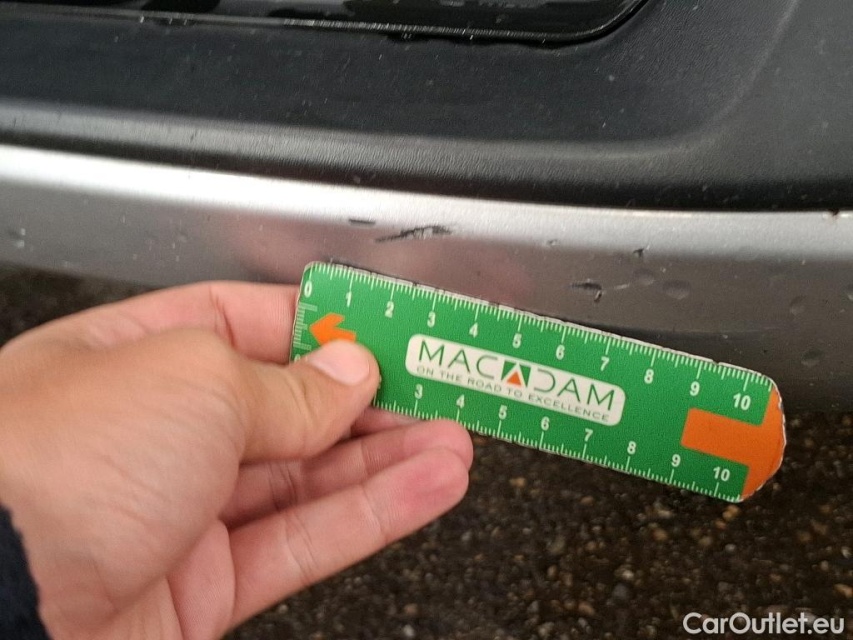 0 1 2 3 4 5 6 7 8 9 10
MACADAM
ON THE ROAD TO EXCELLENCE
3 4 5 6 7 8 9 10
CarOutlet.eu